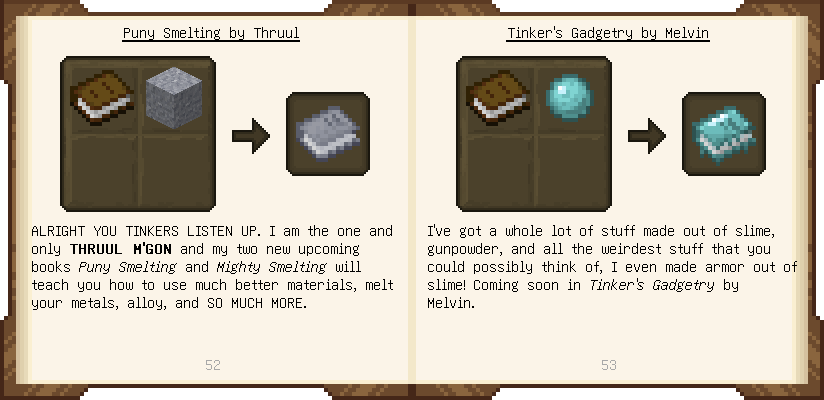 Puny Smelting by Thruul
ALRIGHT YOU TINKERS LISTEN UP. I am the one and
only THRUUL M'GON and my two new upcoming
books Puny Smelting and Mighty Smelting will
teach you how to use much better materials, melt
your metals, alloy, and SO MUCH MORE.
52
Tinker's Gadgetry by Melvin
I've got a whole lot of stuff made out of slime,
gunpowder, and all the weirdest stuff that you
could possibly think of, I even made armor out of
slime! Coming soon in Tinker's Gadgetry by
Melvin.
53